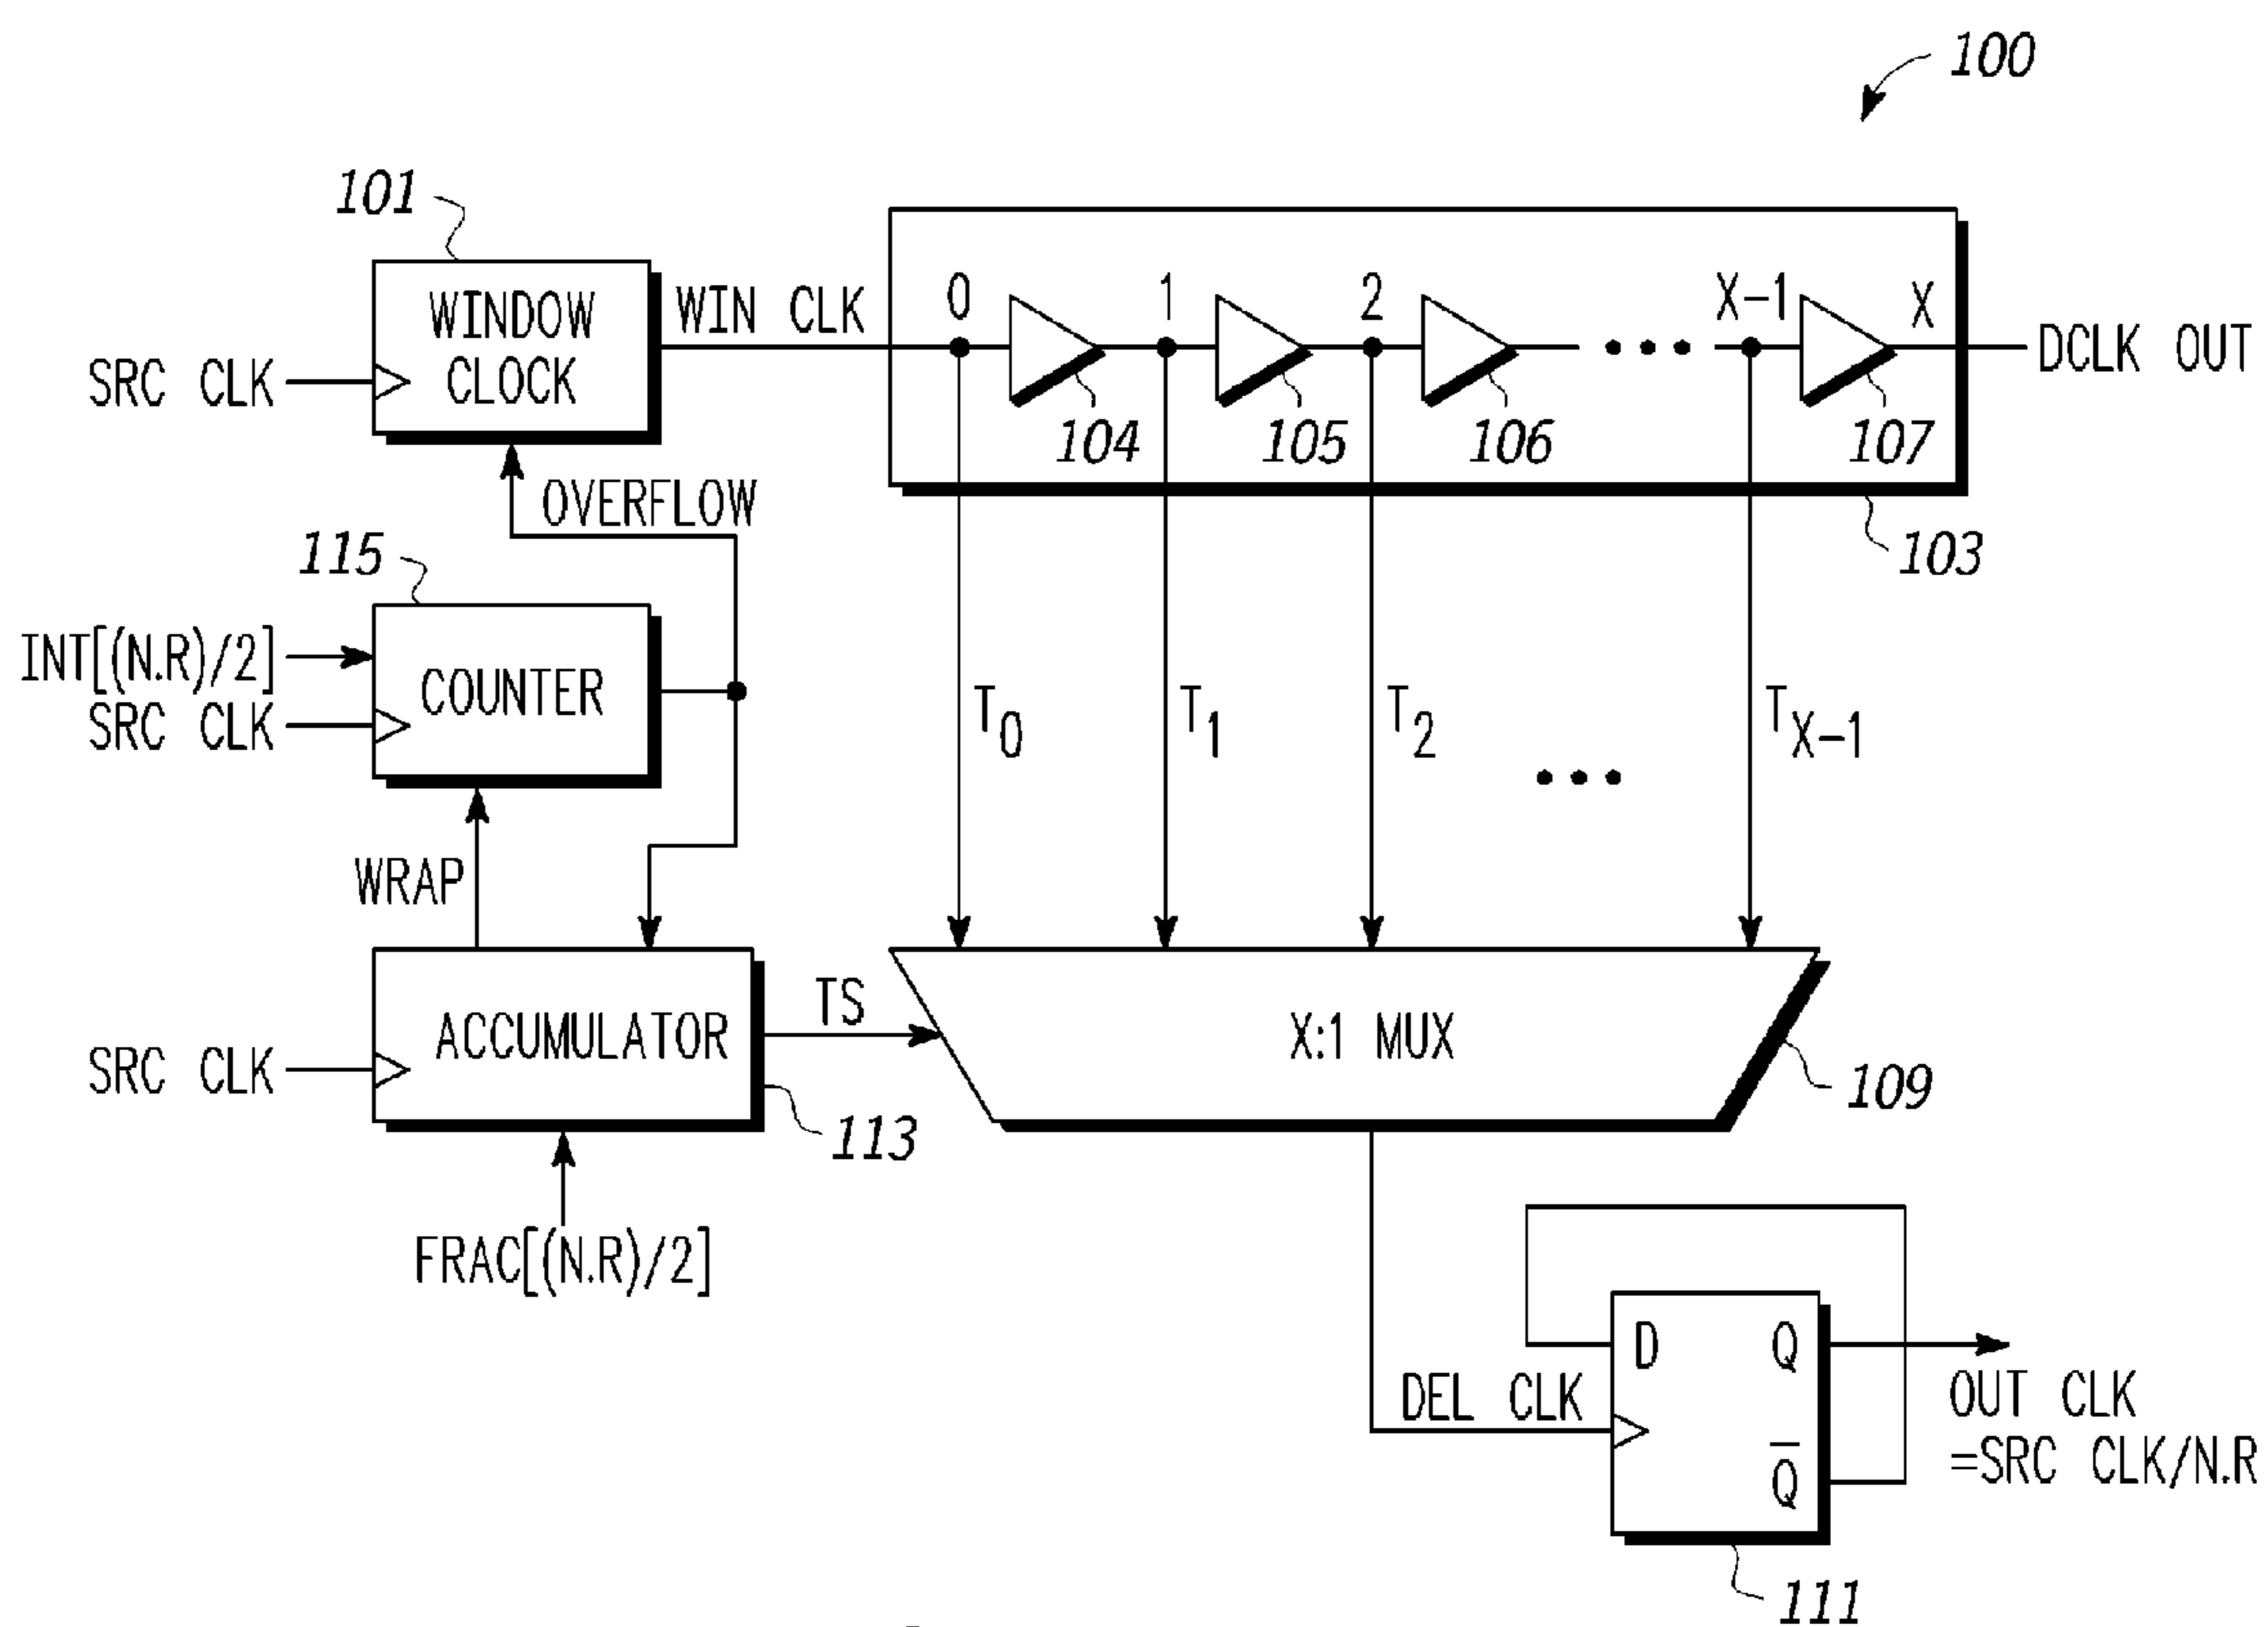 100
101
WINDOW
CLOCK
SRC CLK
WIN CLK
0
1
2
X-1
X
DCLK OUT
104
105
106
107
103
OVERFLOW
115
INT[(N.R)/2]
SRC CLK
COUNTER
T0
T1
T2
TX-1
WRAP
ACCUMULATOR
SRC CLK
TS
X:1 MUX
109
113
FRAC[(N.R)/2]
D
Q
DEL CLK
Q̅
OUT CLK
=SRC CLK/N.R
111